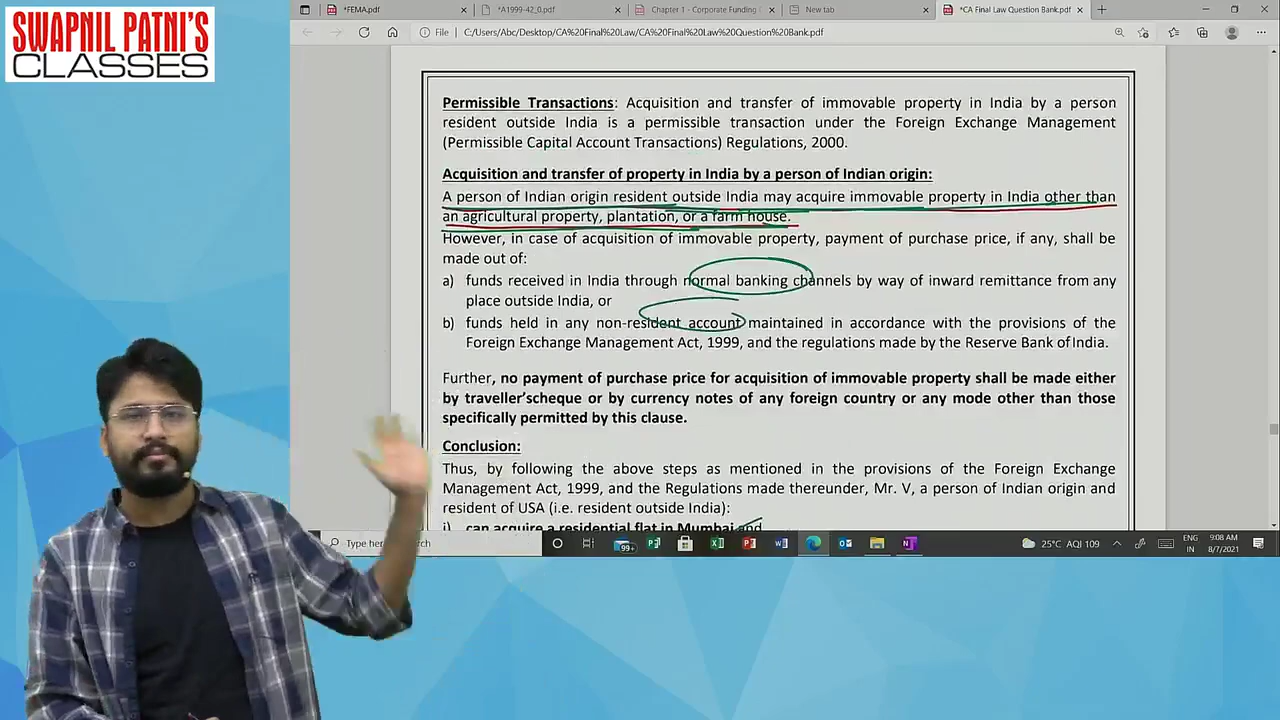 SWAPNIL PATNI'S
CLASSES
*FEMA.pdf
*A1999-42_0.pdf
Chapter 1 - Corporate Funding
New tab
*CA Final Law Question Bank.pdf
File
C:/Users/Abc/Desktop/CA%20Final%20Law/CA%20Final%20Law%20Question%20Bank.pdf
Permissible Transactions: Acquisition and transfer of immovable property in India by a person
resident outside India is a permissible transaction under the Foreign Exchange Management
(Permissible Capital Account Transactions) Regulations, 2000.
Acquisition and transfer of property in India by a person of Indian origin:
A person of Indian origin resident outside India may acquire immovable property in India other than
an agricultural property, plantation, or a farm house.
However, in case of acquisition of immovable property, payment of purchase price, if any, shall be
made out of:
a) funds received in India through normal banking channels by way of inward remittance from any
place outside India, or
b) funds held in any non-resident account maintained in accordance with the provisions of the
Foreign Exchange Management Act, 1999, and the regulations made by the Reserve Bank of India.
Further, no payment of purchase price for acquisition of immovable property shall be made either
by traveller'scheque or by currency notes of any foreign country or any mode other than those
specifically permitted by this clause.
Conclusion:
Thus, by following the above steps as mentioned in the provisions of the Foreign Exchange
Management Act, 1999, and the Regulations made thereunder, Mr. V, a person of Indian origin and
resident of USA (i.e. resident outside India):
i) can acquire a residential flat in Mumbai and
Type here to search
99+
25°C AQI 109
ENG
IN
9:08 AM
8/7/2021